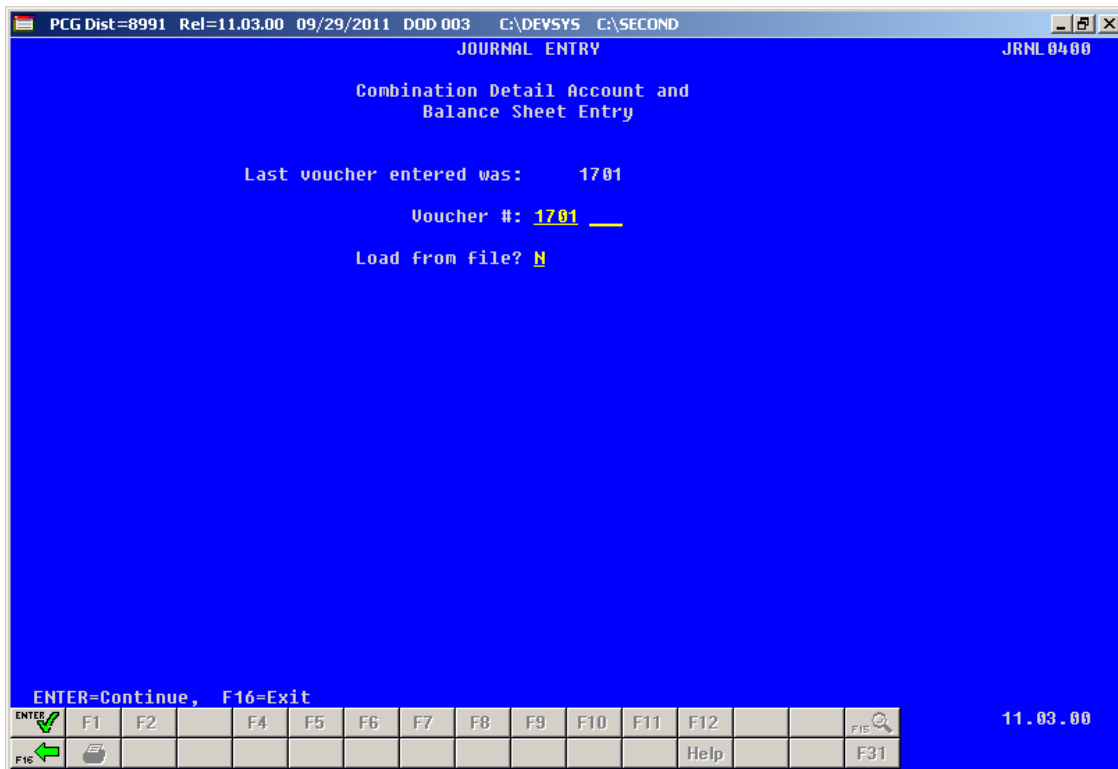 PCG Dist=8991 Rel=11.03.00 09/29/2011 DOD 003 C:\DEVSYS C:\SECOND
JOURNAL ENTRY JRNL0400
Combination Detail Account and
Balance Sheet Entry
Last voucher entered was: 1701
Voucher #: 1701 ___
Load from file? N
ENTER=Continue, F16=Exit
ENTER F1 F2 F4 F5 F6 F7 F8 F9 F10 F11 F12 F15 11.03.00
F16 Help F31